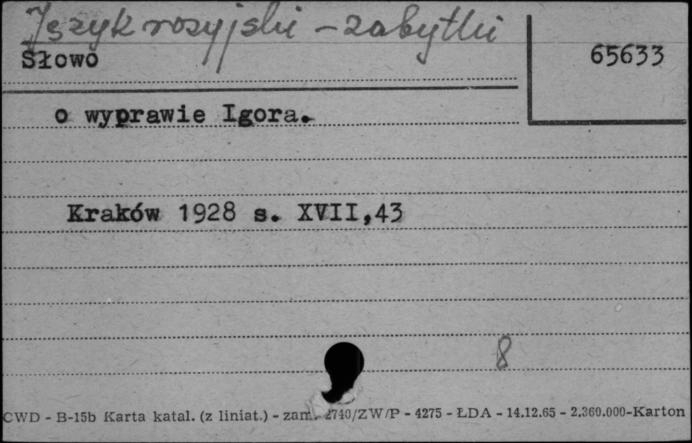 Język rosyjski - zabytki
Słowo
65633
o wyprawie Igora.
Kraków 1928 s. XVII,43
8
CWD - B-15b Karta katal. (z liniat.) - zam. 2740/ZW/P - 4275 - ŁDA - 14.12.65 - 2.360.000-Karton